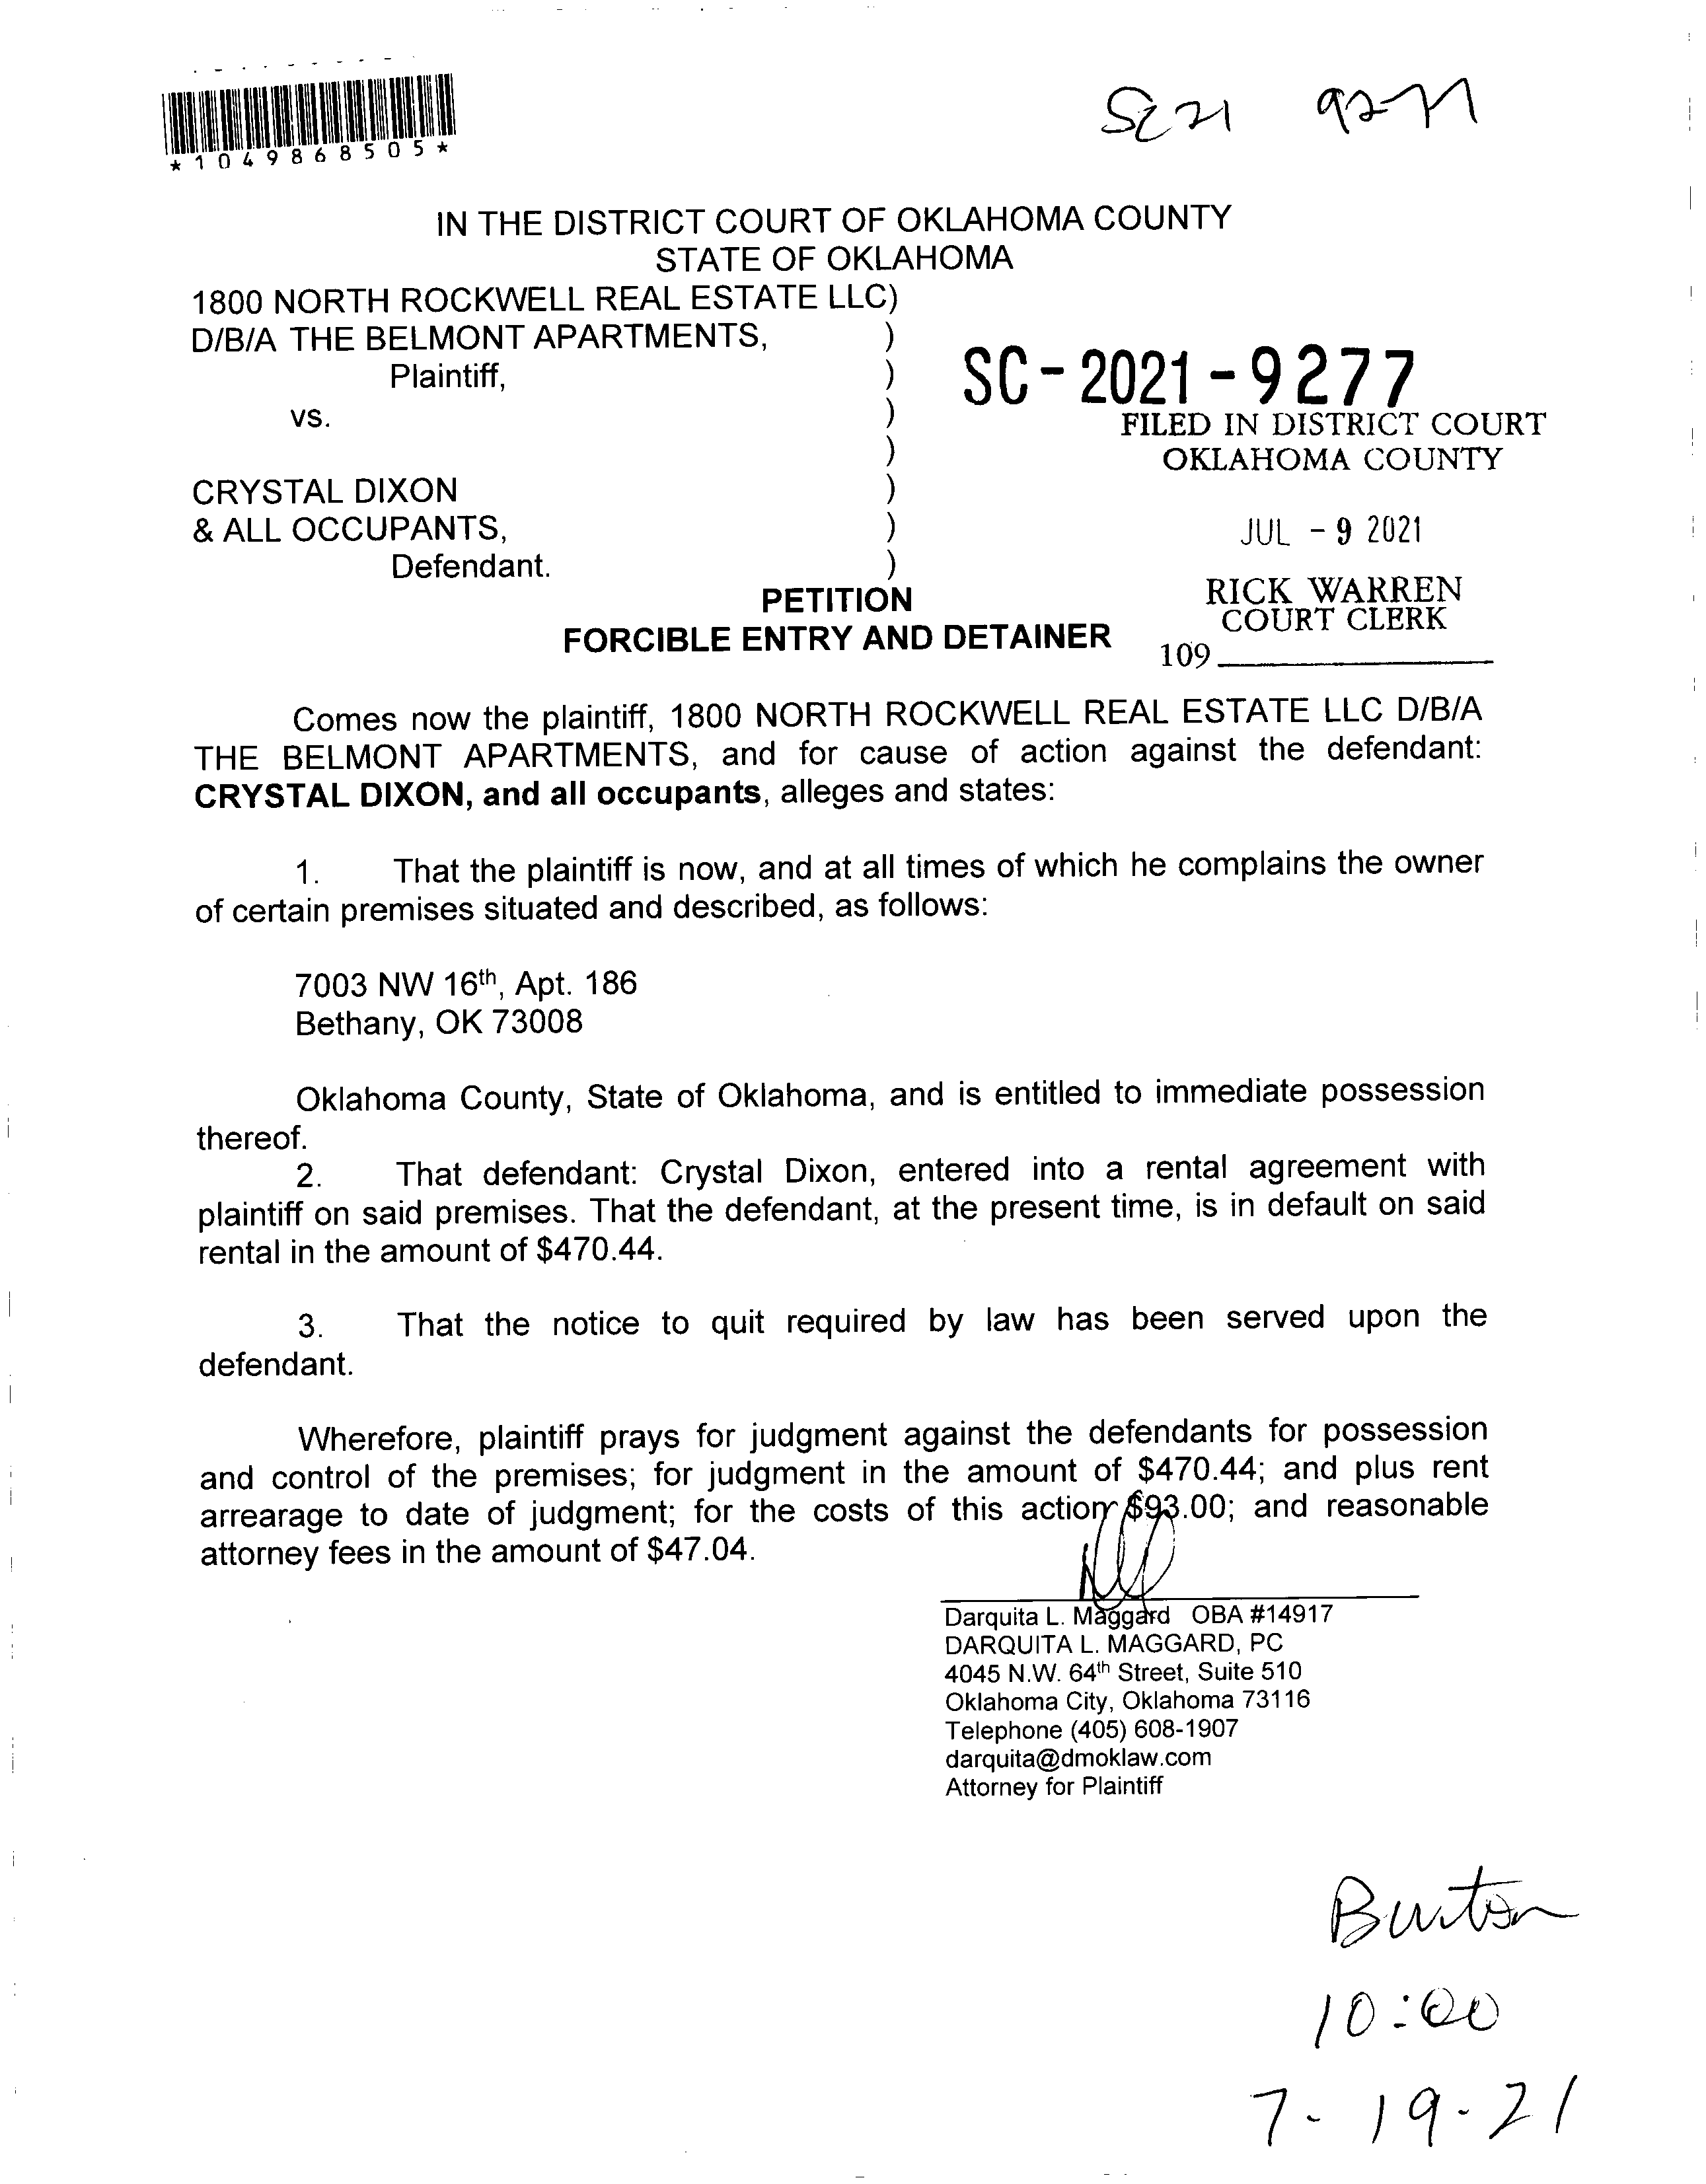 SC 21 9277
*1049868505*
IN THE DISTRICT COURT OF OKLAHOMA COUNTY
STATE OF OKLAHOMA
1800 NORTH ROCKWELL REAL ESTATE LLC)
D/B/A THE BELMONT APARTMENTS, )
Plaintiff, )
vs. )
)
CRYSTAL DIXON )
& ALL OCCUPANTS, )
Defendant. )
SC-2021-9277
FILED IN DISTRICT COURT
OKLAHOMA COUNTY
JUL - 9 2021
RICK WARREN
COURT CLERK
109
PETITION
FORCIBLE ENTRY AND DETAINER
Comes now the plaintiff, 1800 NORTH ROCKWELL REAL ESTATE LLC D/B/A
THE BELMONT APARTMENTS, and for cause of action against the defendant:
CRYSTAL DIXON, and all occupants, alleges and states:
1. That the plaintiff is now, and at all times of which he complains the owner
of certain premises situated and described, as follows:
7003 NW 16th, Apt. 186
Bethany, OK 73008
Oklahoma County, State of Oklahoma, and is entitled to immediate possession
thereof.
2. That defendant: Crystal Dixon, entered into a rental agreement with
plaintiff on said premises. That the defendant, at the present time, is in default on said
rental in the amount of $470.44.
3. That the notice to quit required by law has been served upon the
defendant.
Wherefore, plaintiff prays for judgment against the defendants for possession
and control of the premises; for judgment in the amount of $470.44; and plus rent
arrearage to date of judgment; for the costs of this action $93.00; and reasonable
attorney fees in the amount of $47.04.
Darquita L. Maggard OBA #14917
DARQUITA L. MAGGARD, PC
4045 N.W. 64th Street, Suite 510
Oklahoma City, Oklahoma 73116
Telephone (405) 608-1907
darquita@dmoklaw.com
Attorney for Plaintiff
Burton
10:00
7-19-21